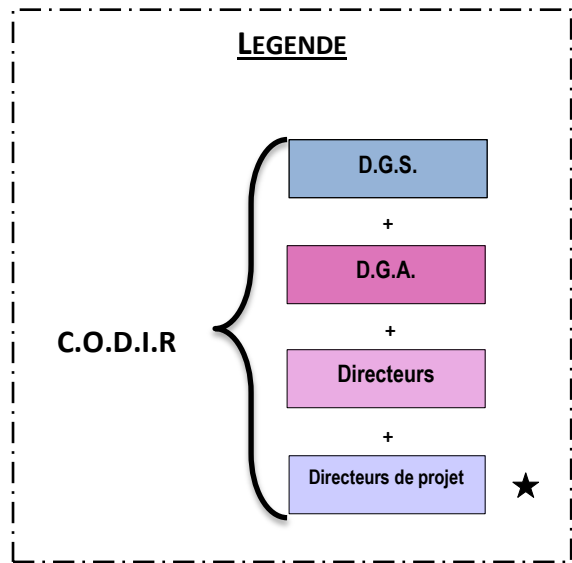 LEGENDE
D.G.S.
+
D.G.A.
+
C.O.D.I.R
Directeurs
+
Directeurs de projet ★